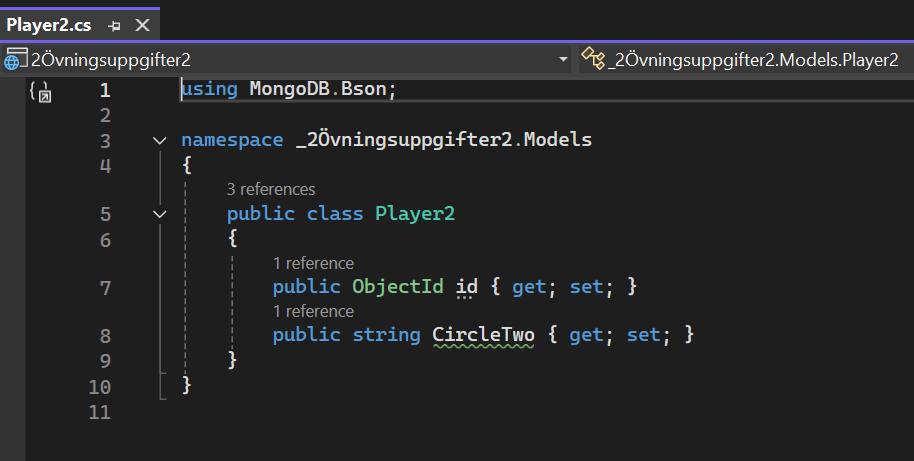 Player2.cs
2Övningsuppgifter2
_2Övningsuppgifter2.Models.Player2
1 using MongoDB.Bson;
2
3 namespace _2Övningsuppgifter2.Models
4 {
3 references
5 public class Player2
6 {
1 reference
7 public ObjectId id { get; set; }
1 reference
8 public string CircleTwo { get; set; }
9 }
10 }
11